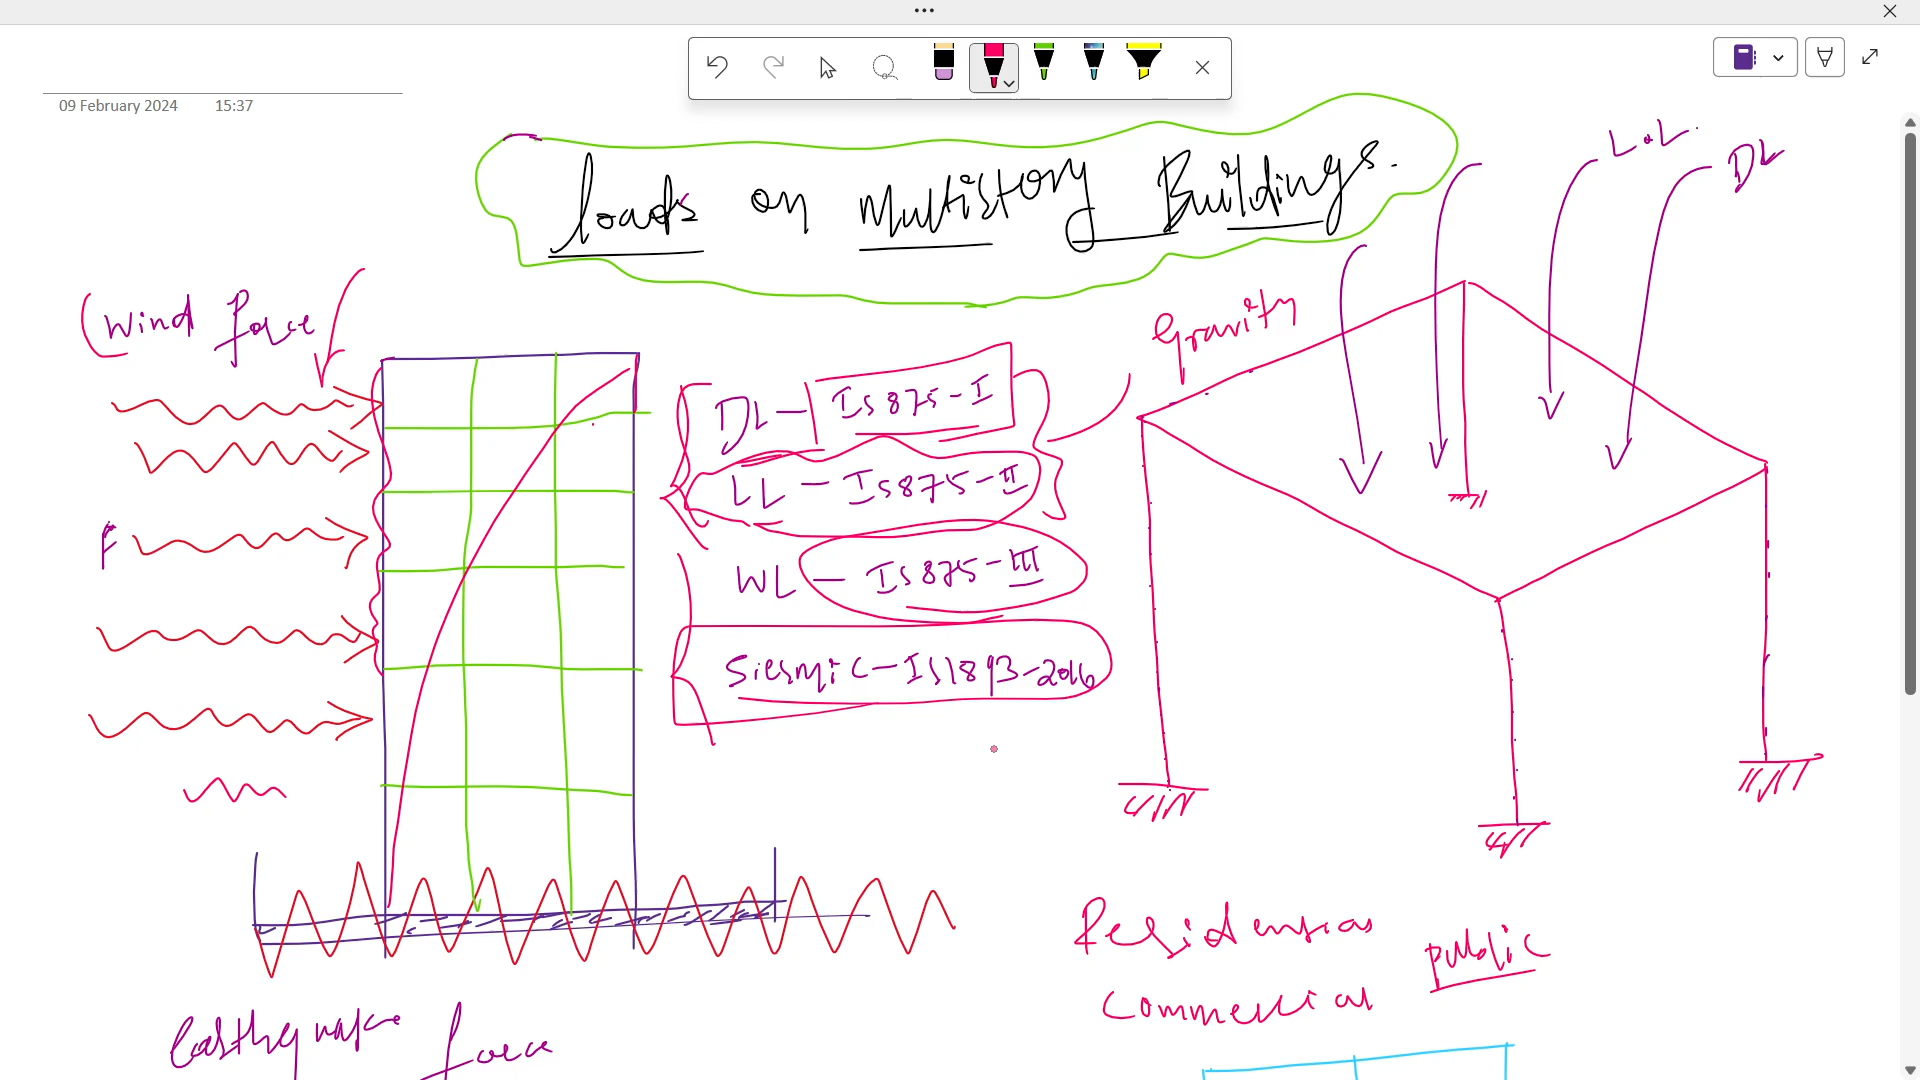 09 February 2024 15:37
loads on Multistory Buildings.
L.L.
DL
Wind force
Gravity
DL - IS 875-I
LL - IS 875-II
F
WL - IS 875-III
Siesmic - IS 1893-2016
Residential
public
Commercial
Earthquake force